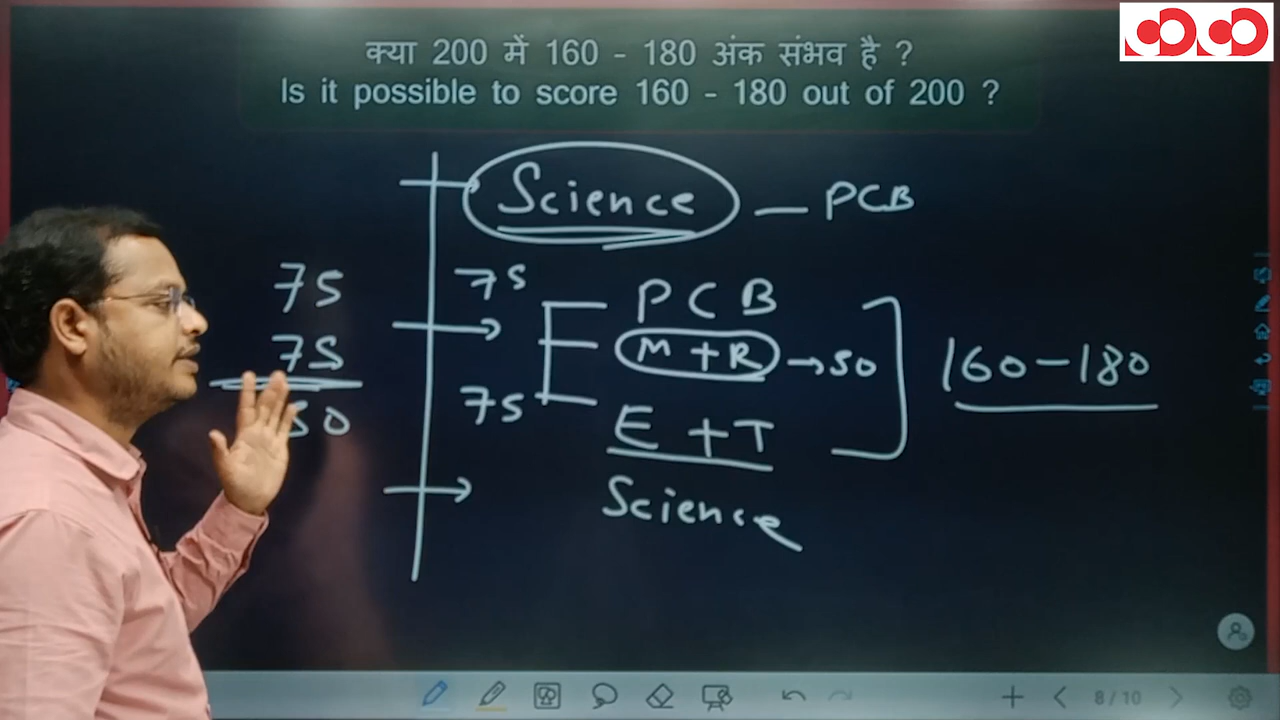 क्या 200 में 160 - 180 अंक संभव है ?
Is it possible to score 160 - 180 out of 200 ?
Science — PCB
75
75
50
75 PCB
M + R → 50
75 E + T
160 - 180
Science
8 / 10